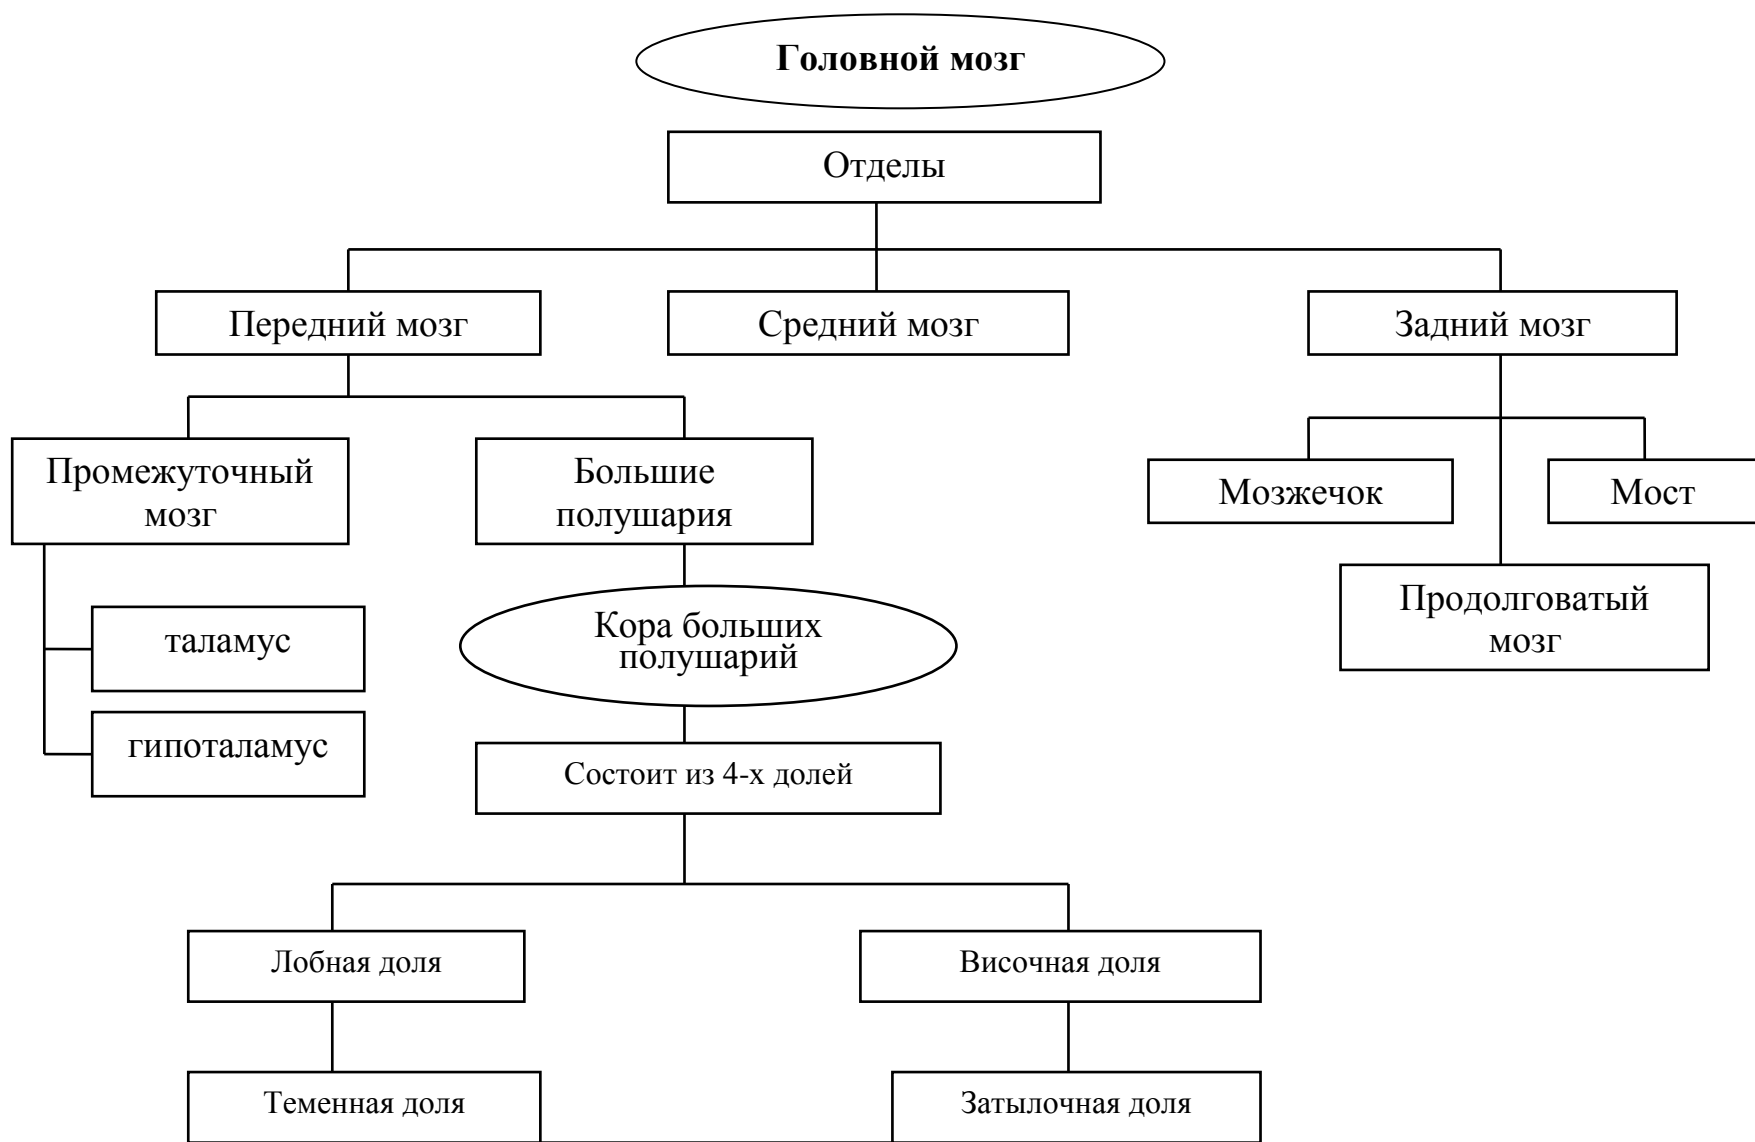 Головной мозг
Отделы
Передний мозг
Средний мозг
Задний мозг
Промежуточный
мозг
Большие
полушария
Мозжечок
Мост
Продолговатый
мозг
таламус
гипоталамус
Кора больших
полушарий
Состоит из 4-х долей
Лобная доля
Височная доля
Теменная доля
Затылочная доля